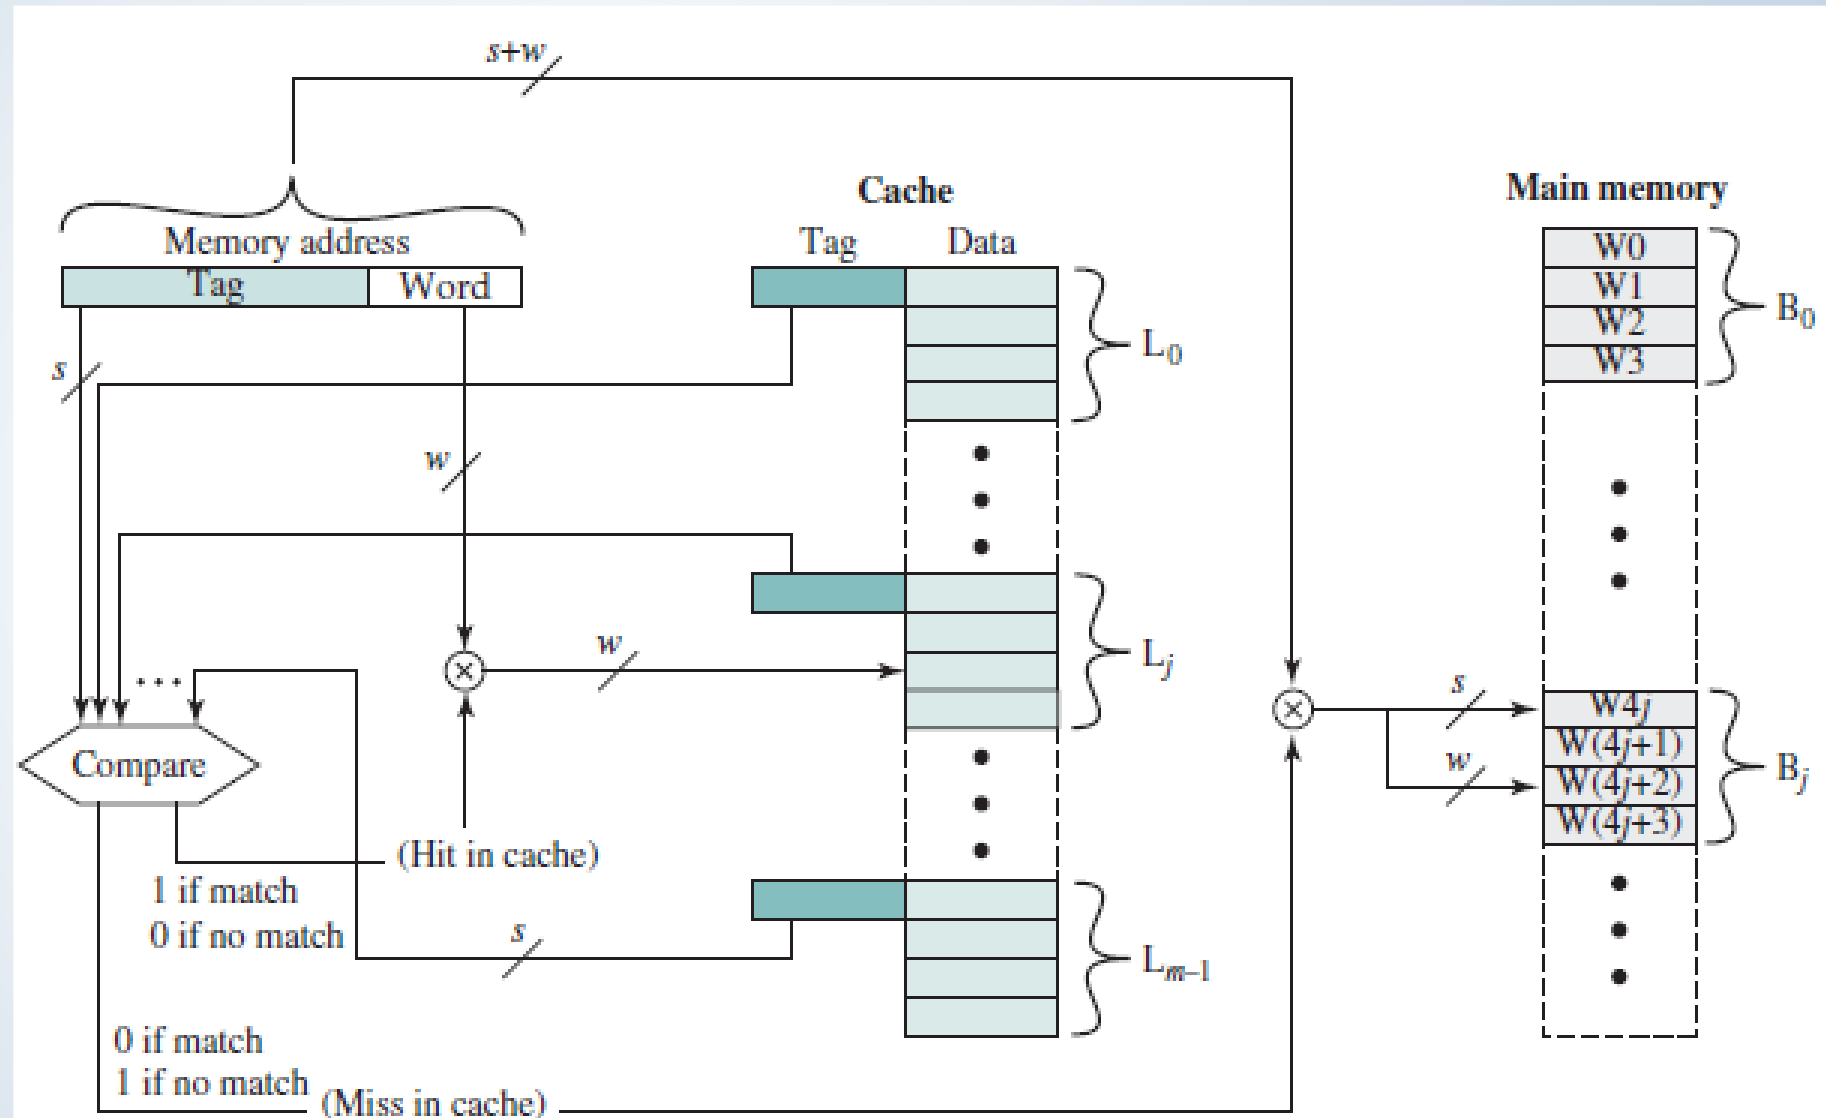 s+w
Cache
Main memory
Memory address
Tag
Data
Tag
Word
W0
W1
W2
W3
B0
L0
s
w
w
Lj
s
W4j
W(4j+1)
W(4j+2)
W(4j+3)
w
Bj
Compare
(Hit in cache)
1 if match
0 if no match
s
Lm–1
0 if match
1 if no match
(Miss in cache)